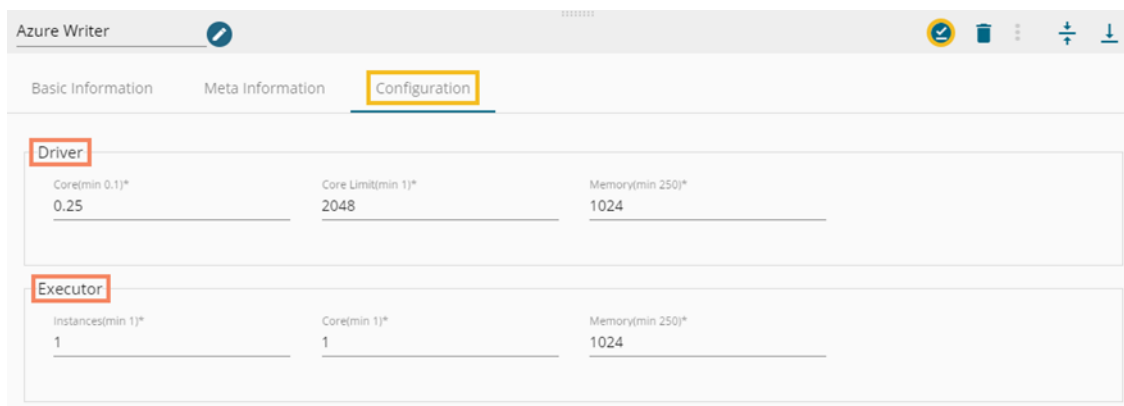 Azure Writer
Basic Information Meta Information Configuration
Driver
Core(min 0.1)* Core Limit(min 1)* Memory(min 250)*
0.25 2048 1024
Executor
Instances(min 1)* Core(min 1)* Memory(min 250)*
1 1 1024